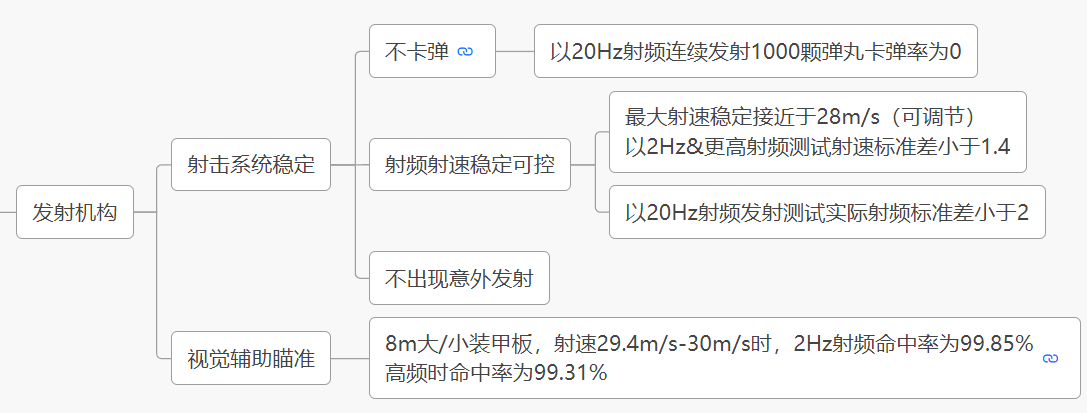 发射机构
射击系统稳定
不卡弹
以20Hz射频连续发射1000颗弹丸卡弹率为0
射频射速稳定可控
最大射速稳定接近于28m/s（可调节）
以2Hz&更高射频测试射速标准差小于1.4
以20Hz射频发射测试实际射频标准差小于2
不出现意外发射
视觉辅助瞄准
8m大/小装甲板，射速29.4m/s-30m/s时，2Hz射频命中率为99.85%
高频时命中率为99.31%